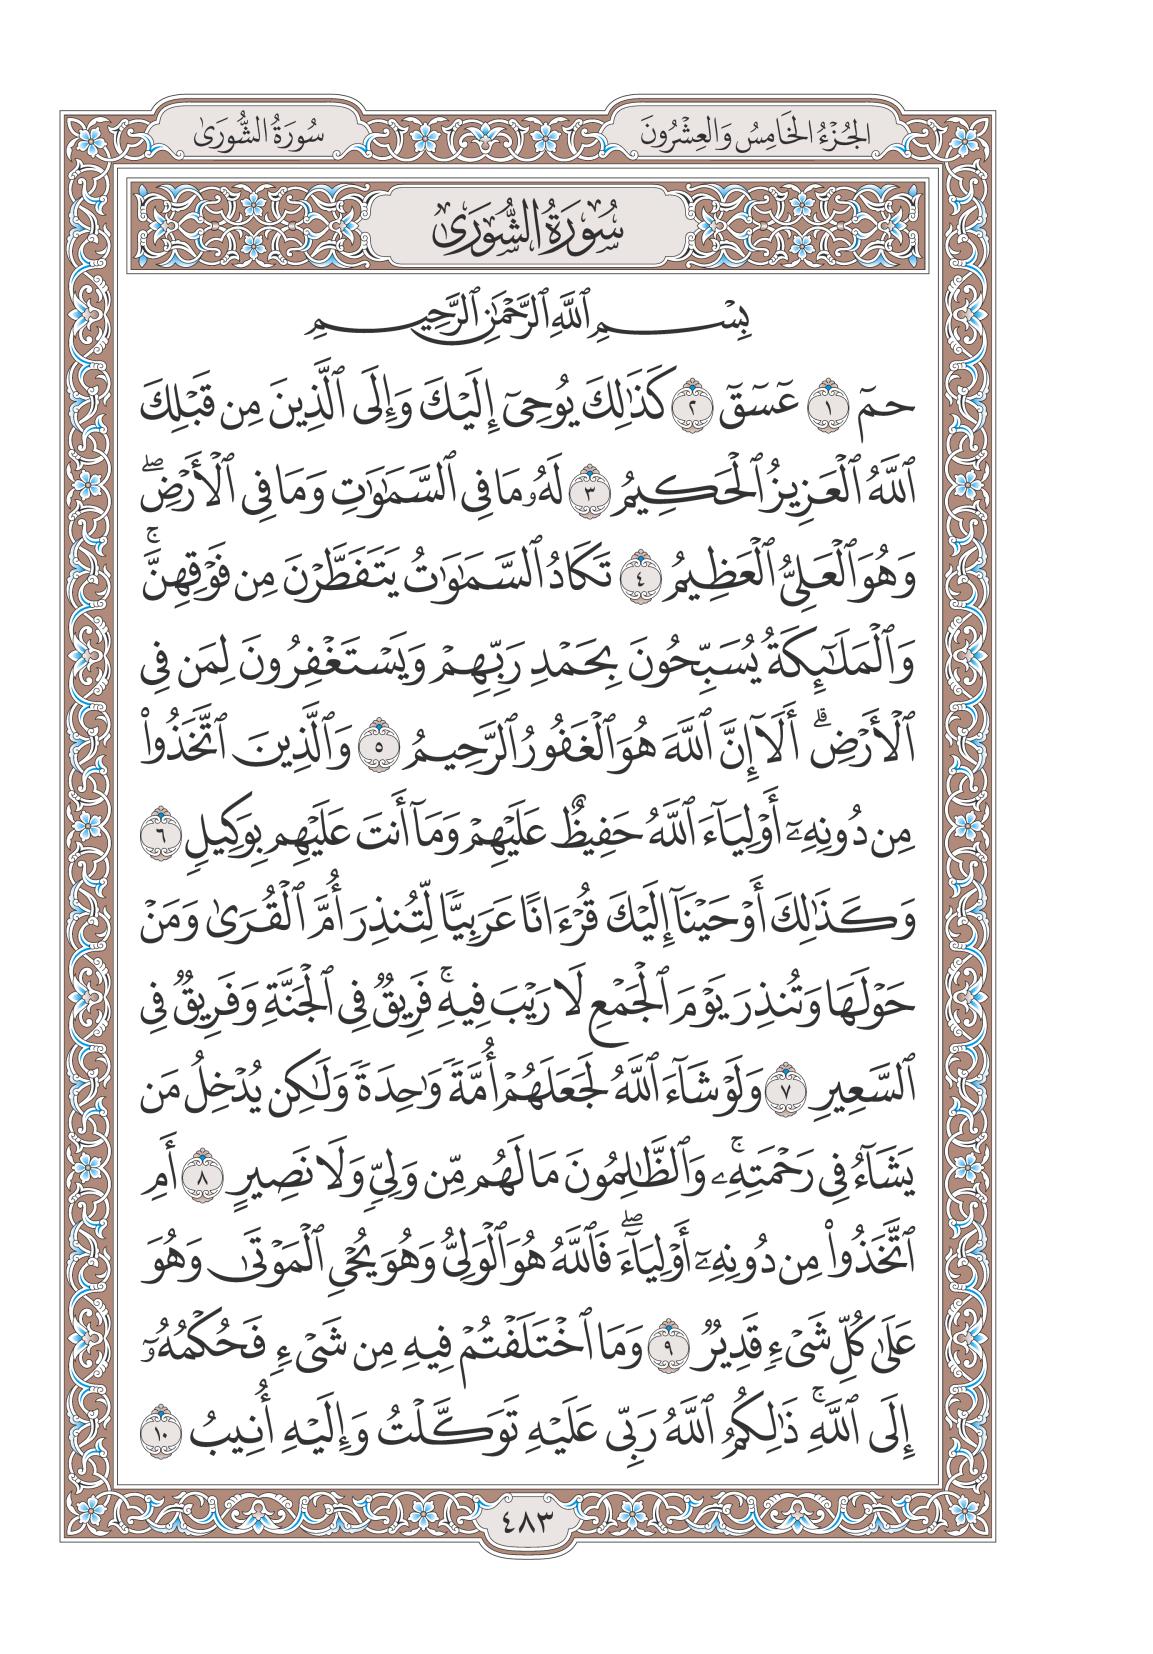 الجُزْءُ الخَامِسُ وَالعِشْرُونَ
سُورَةُ الشُّورَىٰ
سُورَةُ الشُّورَىٰ
بِسْمِ ٱللَّهِ ٱلرَّحْمَٰنِ ٱلرَّحِيمِ
حمٓ ١ عٓسٓقٓ ٢ كَذَٰلِكَ يُوحِىٓ إِلَيْكَ وَإِلَى ٱلَّذِينَ مِن قَبْلِكَ
ٱللَّهُ ٱلْعَزِيزُ ٱلْحَكِيمُ ٣ لَهُۥ مَا فِى ٱلسَّمَٰوَٰتِ وَمَا فِى ٱلْأَرْضِۖ
وَهُوَ ٱلْعَلِىُّ ٱلْعَظِيمُ ٤ تَكَادُ ٱلسَّمَٰوَٰتُ يَتَفَطَّرْنَ مِن فَوْقِهِنَّۚ
وَٱلْمَلَٰٓئِكَةُ يُسَبِّحُونَ بِحَمْدِ رَبِّهِمْ وَيَسْتَغْفِرُونَ لِمَن فِى
ٱلْأَرْضِۗ أَلَآ إِنَّ ٱللَّهَ هُوَ ٱلْغَفُورُ ٱلرَّحِيمُ ٥ وَٱلَّذِينَ ٱتَّخَذُوا۟
مِن دُونِهِۦٓ أَوْلِيَآءَ ٱللَّهُ حَفِيظٌ عَلَيْهِمْ وَمَآ أَنتَ عَلَيْهِم بِوَكِيلٍ ٦
وَكَذَٰلِكَ أَوْحَيْنَآ إِلَيْكَ قُرْءَانًا عَرَبِيًّا لِّتُنذِرَ أُمَّ ٱلْقُرَىٰ وَمَنْ
حَوْلَهَا وَتُنذِرَ يَوْمَ ٱلْجَمْعِ لَا رَيْبَ فِيهِۚ فَرِيقٌ فِى ٱلْجَنَّةِ وَفَرِيقٌ فِى
ٱلسَّعِيرِ ٧ وَلَوْ شَآءَ ٱللَّهُ لَجَعَلَهُمْ أُمَّةً وَٰحِدَةً وَلَٰكِن يُدْخِلُ مَن
يَشَآءُ فِى رَحْمَتِهِۦۚ وَٱلظَّٰلِمُونَ مَا لَهُم مِّن وَلِىٍّ وَلَا نَصِيرٍ ٨ أَمِ
ٱتَّخَذُوا۟ مِن دُونِهِۦٓ أَوْلِيَآءَۖ فَٱللَّهُ هُوَ ٱلْوَلِىُّ وَهُوَ يُحْىِ ٱلْمَوْتَىٰ وَهُوَ
عَلَىٰ كُلِّ شَىْءٍ قَدِيرٌ ٩ وَمَا ٱخْتَلَفْتُمْ فِيهِ مِن شَىْءٍ فَحُكْمُهُۥٓ
إِلَى ٱللَّهِۚ ذَٰلِكُمُ ٱللَّهُ رَبِّى عَلَيْهِ تَوَكَّلْتُ وَإِلَيْهِ أُنِيبُ ١٠
٤٨٣